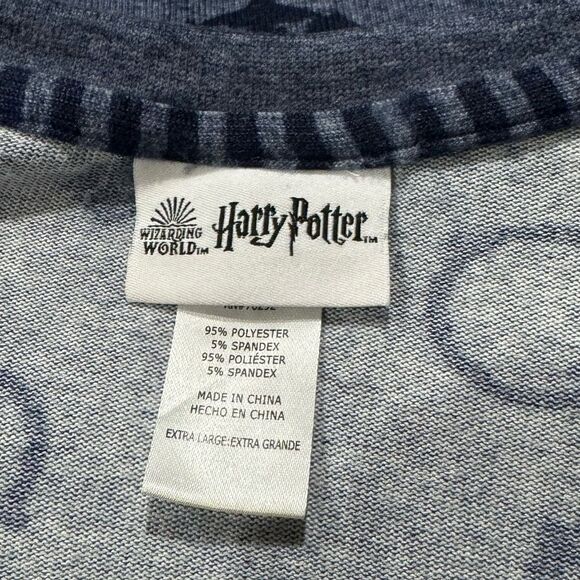 WIZARDING
WORLD™
Harry Potter™
95% POLYESTER
5% SPANDEX
95% POLIÉSTER
5% SPANDEX
MADE IN CHINA
HECHO EN CHINA
EXTRA LARGE:EXTRA GRANDE